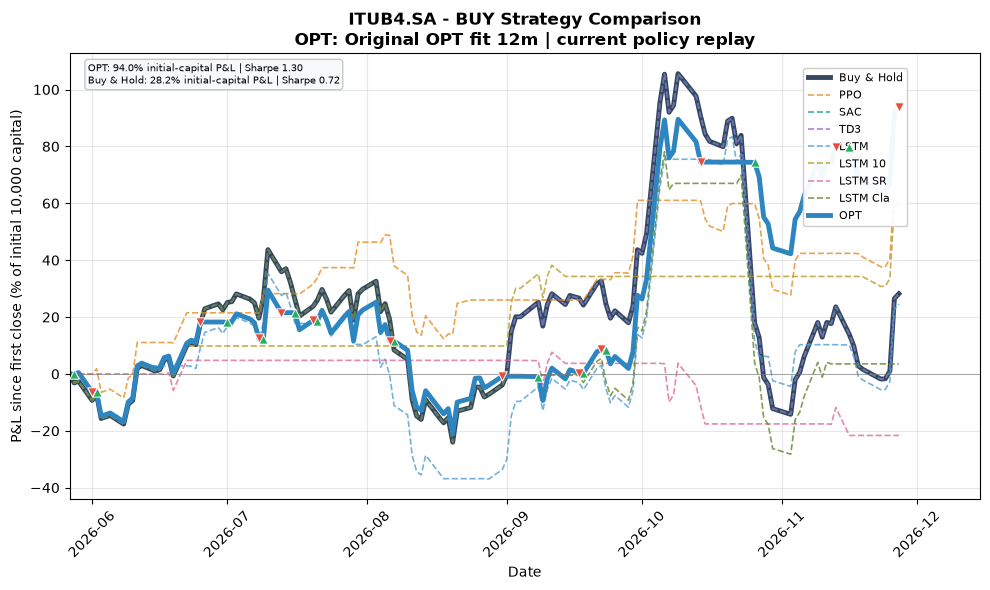 ITUB4.SA - BUY Strategy Comparison
OPT: Original OPT fit 12m | current policy replay
OPT: 94.0% initial-capital P&L | Sharpe 1.30
Buy & Hold: 28.2% initial-capital P&L | Sharpe 0.72
Buy & Hold
PPO
SAC
TD3
LSTM
LSTM 10
LSTM SR
LSTM Cla
OPT
P&L since first close (% of initial 10,000 capital)
100
80
60
40
20
0
−20
−40
2026-06
2026-07
2026-08
2026-09
2026-10
2026-11
2026-12
Date